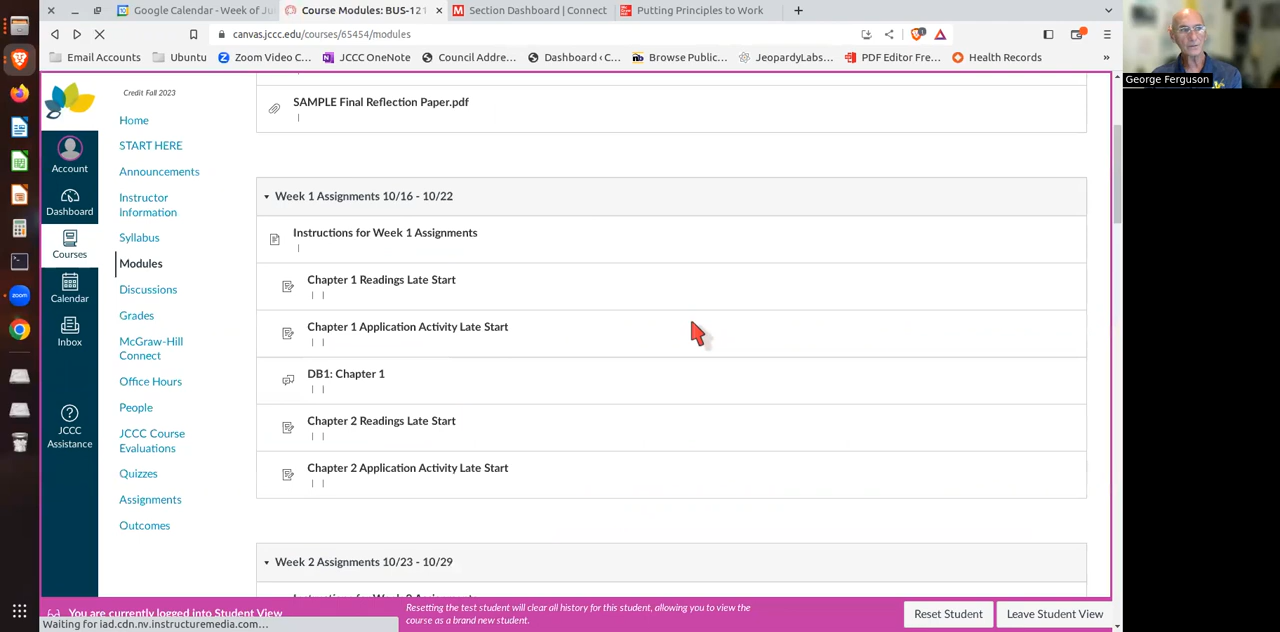 Google Calendar - Week of Ju
Course Modules: BUS-121
Section Dashboard | Connect
Putting Principles to Work
canvas.jccc.edu/courses/65454/modules
Email Accounts
Ubuntu
Zoom Video C...
JCCC OneNote
Council Addre...
Dashboard ‹ C...
Browse Public...
JeopardyLabs...
PDF Editor Fre...
Health Records
»
George Ferguson
Credit Fall 2023
Home
START HERE
Announcements
Instructor
Information
Syllabus
Modules
Discussions
Grades
McGraw-Hill
Connect
Office Hours
People
JCCC Course
Evaluations
Quizzes
Assignments
Outcomes
Account
Dashboard
Courses
Calendar
Inbox
JCCC
Assistance
zoom
SAMPLE Final Reflection Paper.pdf
Week 1 Assignments 10/16 - 10/22
Instructions for Week 1 Assignments
Chapter 1 Readings Late Start
Chapter 1 Application Activity Late Start
DB1: Chapter 1
Chapter 2 Readings Late Start
Chapter 2 Application Activity Late Start
Week 2 Assignments 10/23 - 10/29
You are currently logged into Student View
Resetting the test student will clear all history for this student, allowing you to view the
course as a brand new student.
Reset Student
Leave Student View
Waiting for iad.cdn.nv.instructuremedia.com...